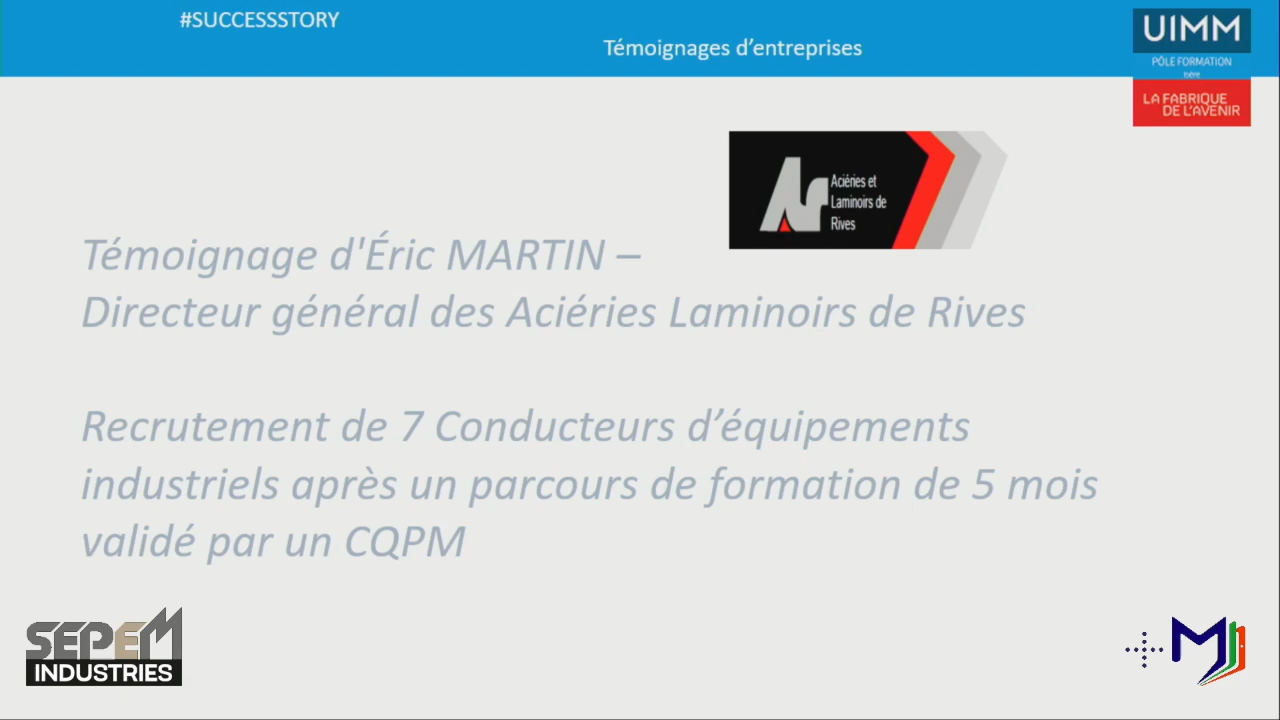 #SUCCESSSTORY
Témoignages d’entreprises
UIMM
PÔLE FORMATION
Isère
LA FABRIQUE
DE L’AVENIR
Aciéries et
Laminoirs de
Rives
Témoignage d'Éric MARTIN –
Directeur général des Aciéries Laminoirs de Rives
Recrutement de 7 Conducteurs d’équipements
industriels après un parcours de formation de 5 mois
validé par un CQPM
SEPEM
INDUSTRIES